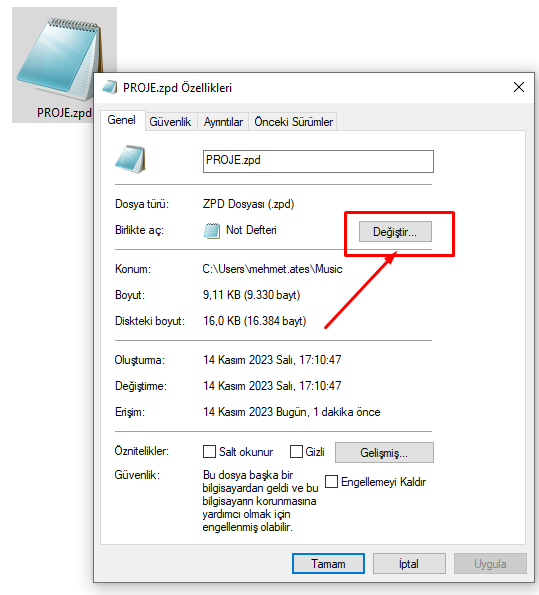 PROJE.zpd
PROJE.zpd Özellikleri
Genel Güvenlik Ayrıntılar Önceki Sürümler
PROJE.zpd
Dosya türü: ZPD Dosyası (.zpd)
Birlikte aç: Not Defteri Değiştir...
Konum: C:\Users\mehmet.ates\Music
Boyut: 9,11 KB (9.330 bayt)
Diskteki boyut: 16,0 KB (16.384 bayt)
Oluşturma: 14 Kasım 2023 Salı, 17:10:47
Değiştirme: 14 Kasım 2023 Salı, 17:10:47
Erişim: 14 Kasım 2023 Bugün, 1 dakika önce
Öznitelikler: Salt okunur Gizli Gelişmiş...
Güvenlik: Bu dosya başka bir
bilgisayardan geldi ve bu
bilgisayarın korunmasına
yardımcı olmak için
engellenmiş olabilir.
Engellemeyi Kaldır
Tamam İptal Uygula